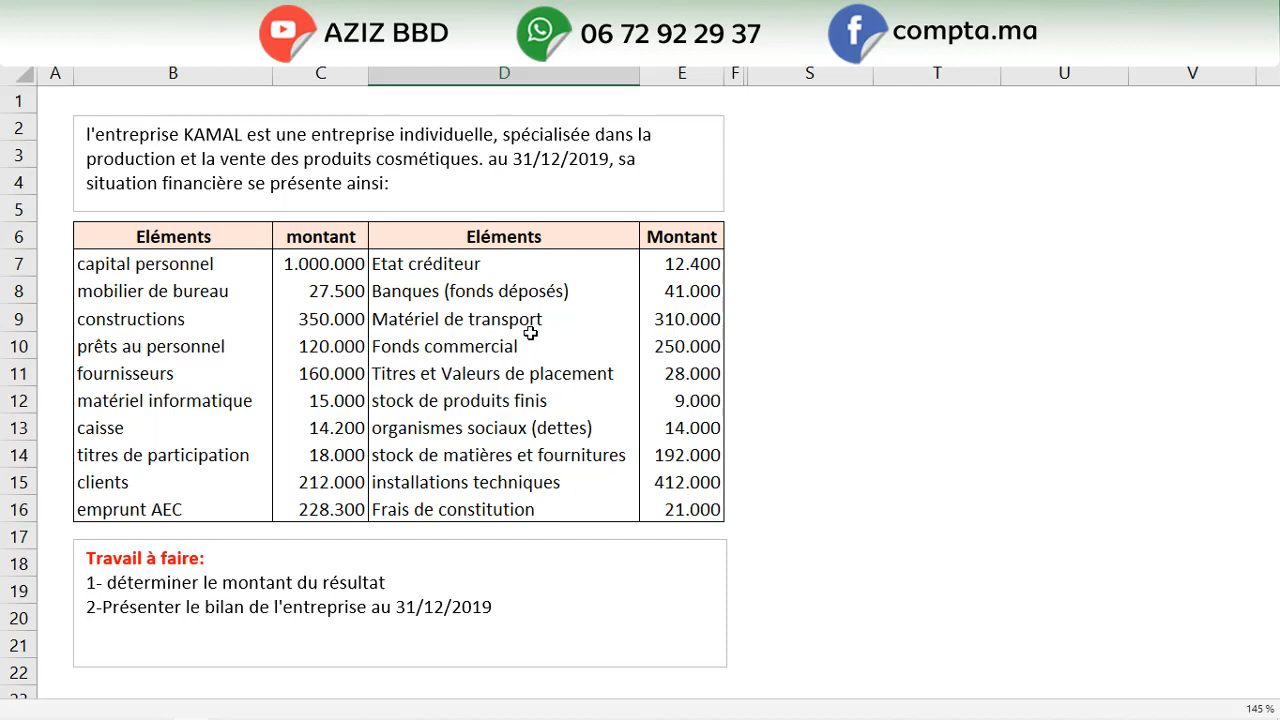 AZIZ BBD 06 72 92 29 37 compta.ma
A B C D E F S T U V
1
2 l'entreprise KAMAL est une entreprise individuelle, spécialisée dans la
3 production et la vente des produits cosmétiques. au 31/12/2019, sa
4 situation financière se présente ainsi:
5
6 Eléments montant Eléments Montant
7 capital personnel 1.000.000 Etat créditeur 12.400
8 mobilier de bureau 27.500 Banques (fonds déposés) 41.000
9 constructions 350.000 Matériel de transport 310.000
10 prêts au personnel 120.000 Fonds commercial 250.000
11 fournisseurs 160.000 Titres et Valeurs de placement 28.000
12 matériel informatique 15.000 stock de produits finis 9.000
13 caisse 14.200 organismes sociaux (dettes) 14.000
14 titres de participation 18.000 stock de matières et fournitures 192.000
15 clients 212.000 installations techniques 412.000
16 emprunt AEC 228.300 Frais de constitution 21.000
17
18 Travail à faire:
19 1- déterminer le montant du résultat
20 2-Présenter le bilan de l'entreprise au 31/12/2019
21
22
23
145 %